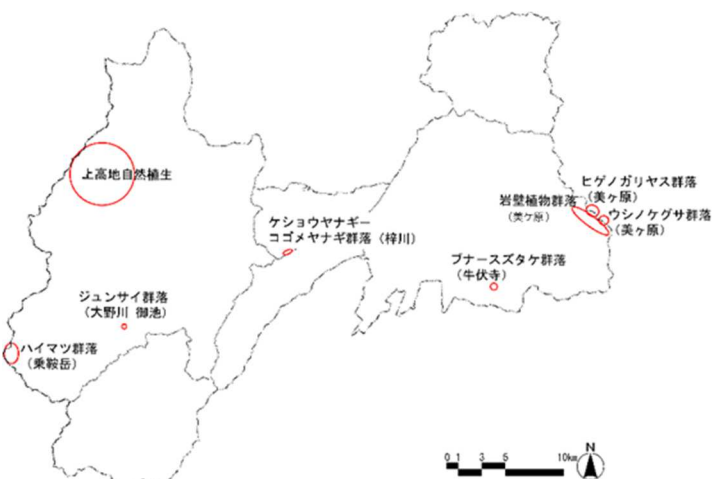 上高地自然植生
ケショウヤナギー
コゴメヤナギ群落(梓川)
ジュンサイ群落
(大野川 御池)
ハイマツ群落
(乗鞍岳)
ヒゲノガリヤス群落
(美ヶ原)
岩壁植物群落
(美ケ原)
ウシノケグサ群落
(美ヶ原)
ブナースズタケ群落
(牛伏寺)
0 1 3 5 10km
N